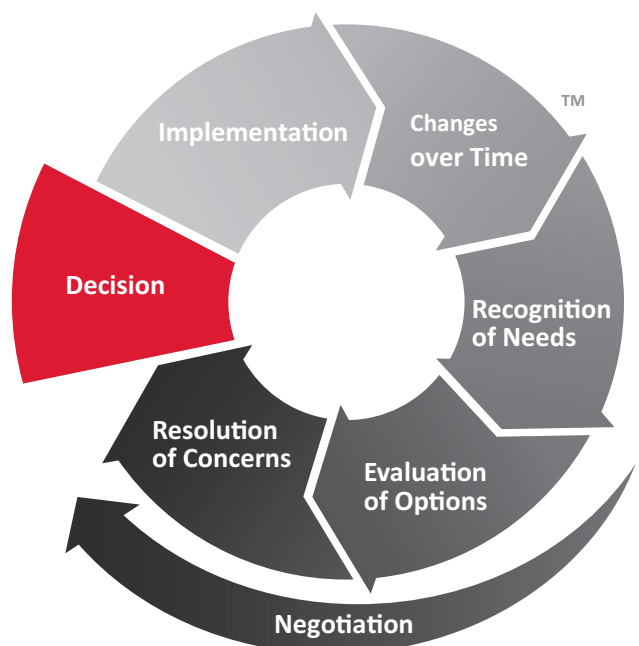 Implementation
Changes
over Time
TM
Decision
Recognition
of Needs
Resolution
of Concerns
Evaluation
of Options
Negotiation